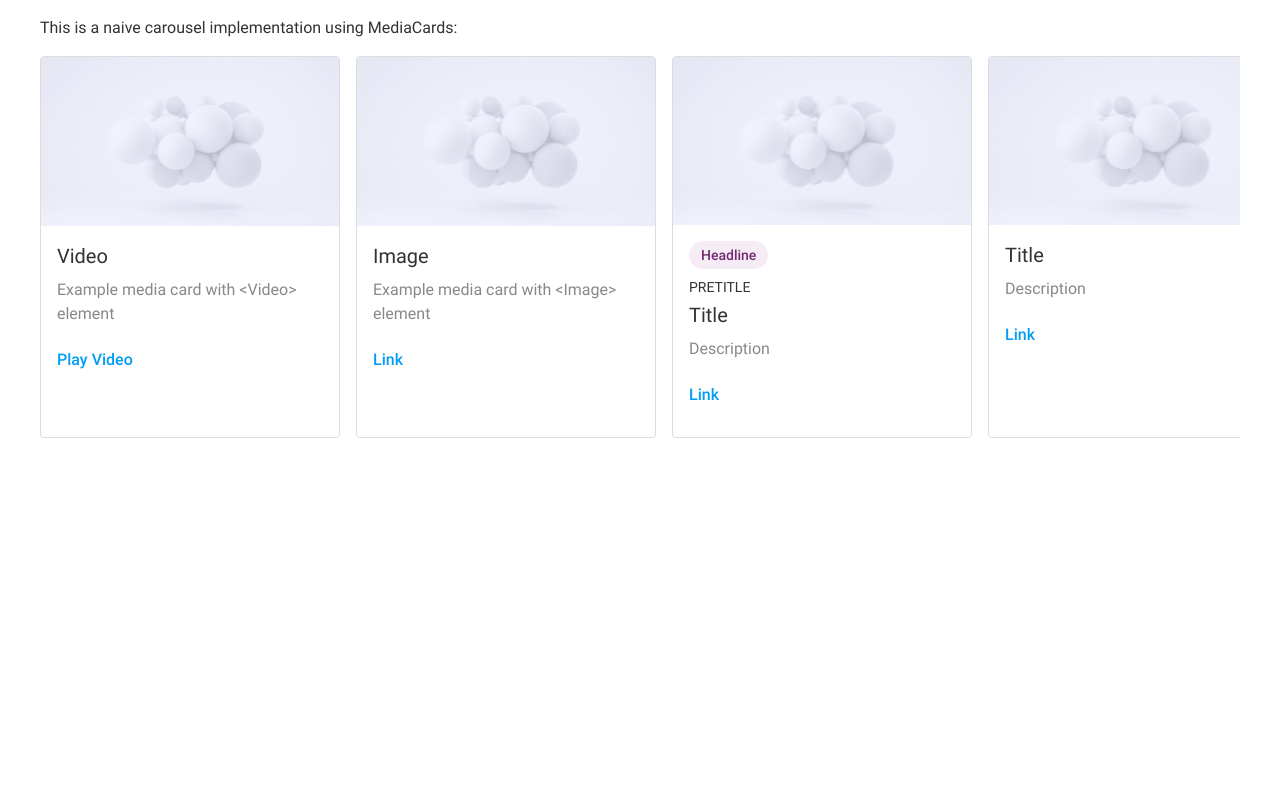 This is a naive carousel implementation using MediaCards:
Video
Example media card with <Video>
element
Play Video
Image
Example media card with <Image>
element
Link
Headline
PRETITLE
Title
Description
Link
Title
Description
Link